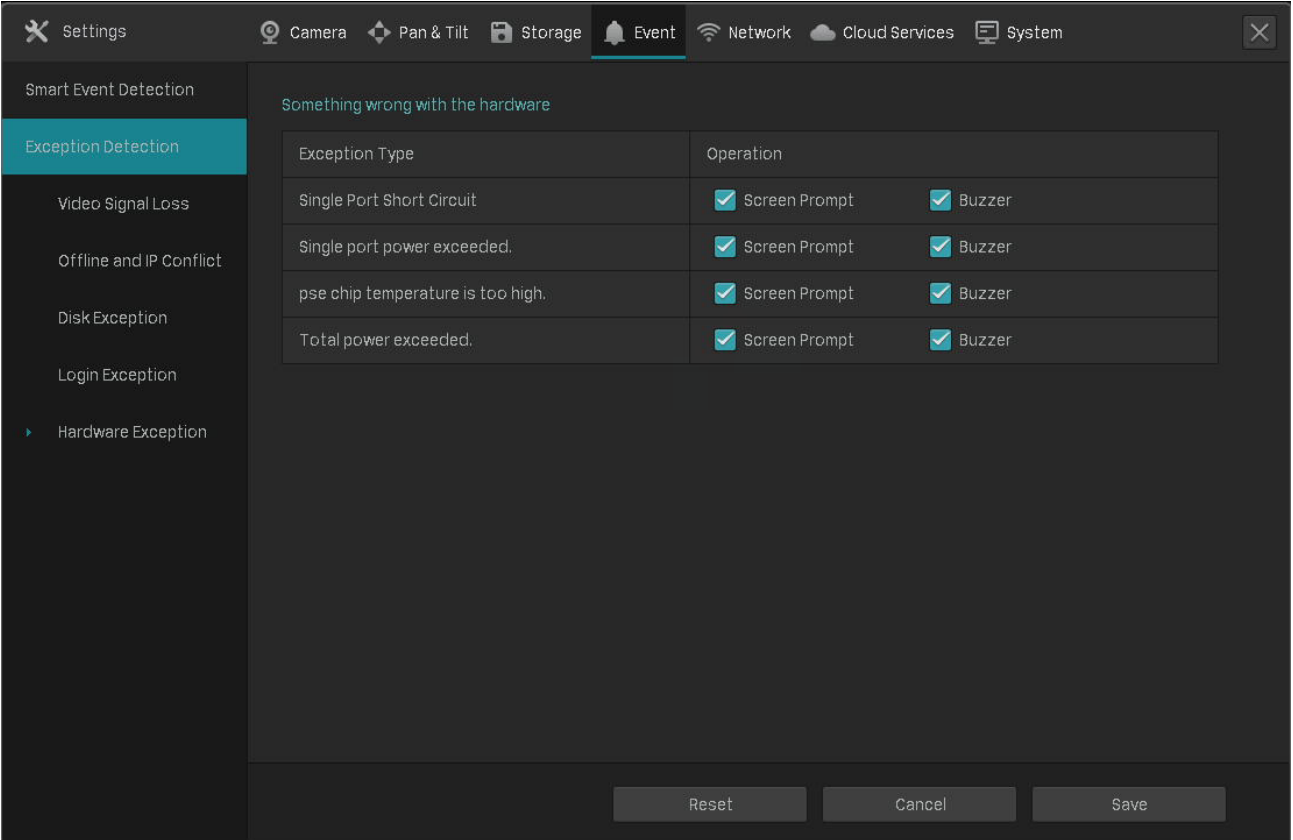 Settings Camera Pan & Tilt Storage Event Network Cloud Services System
Smart Event Detection
Exception Detection
Video Signal Loss
Offline and IP Conflict
Disk Exception
Login Exception
Hardware Exception
Something wrong with the hardware
Exception Type Operation
Single Port Short Circuit Screen Prompt Buzzer
Single port power exceeded. Screen Prompt Buzzer
pse chip temperature is too high. Screen Prompt Buzzer
Total power exceeded. Screen Prompt Buzzer
Reset Cancel Save